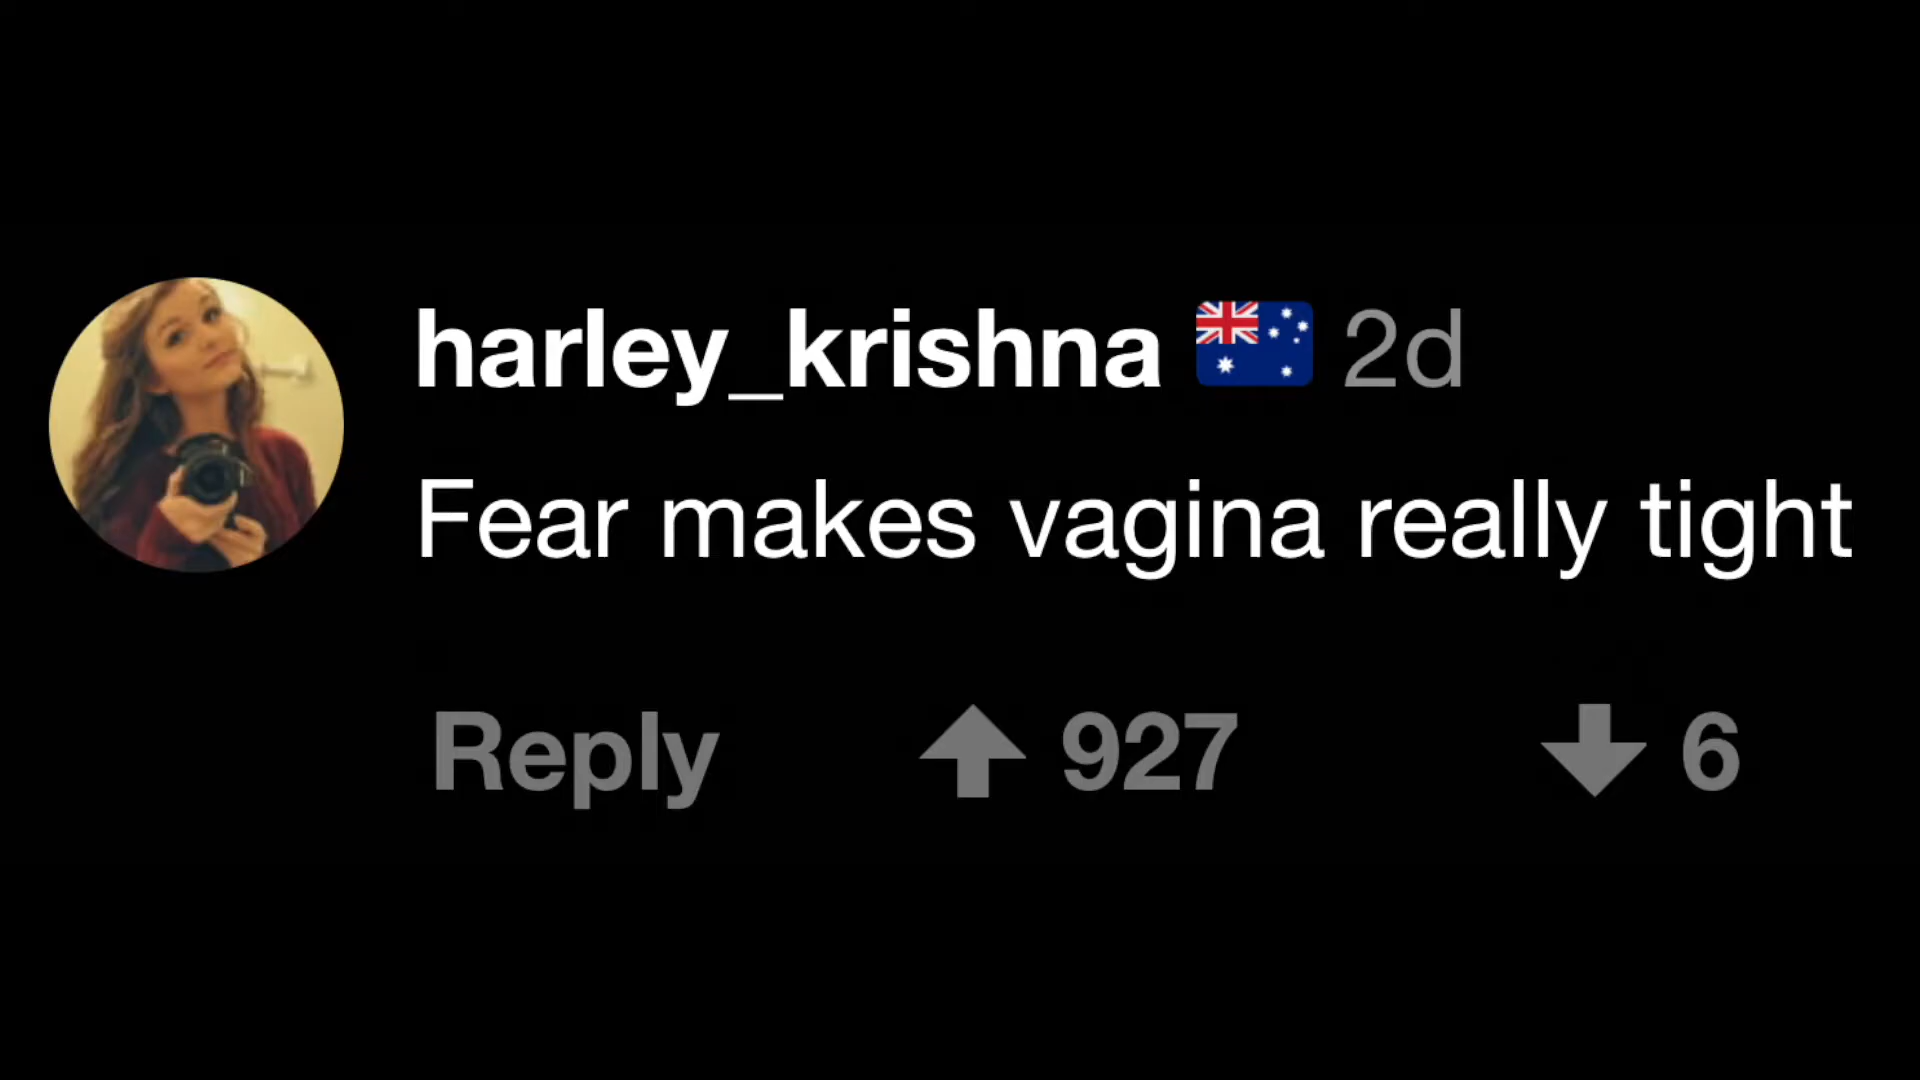 harley_krishna 🇦🇺 2d
Fear makes vagina really tight
Reply 927 6